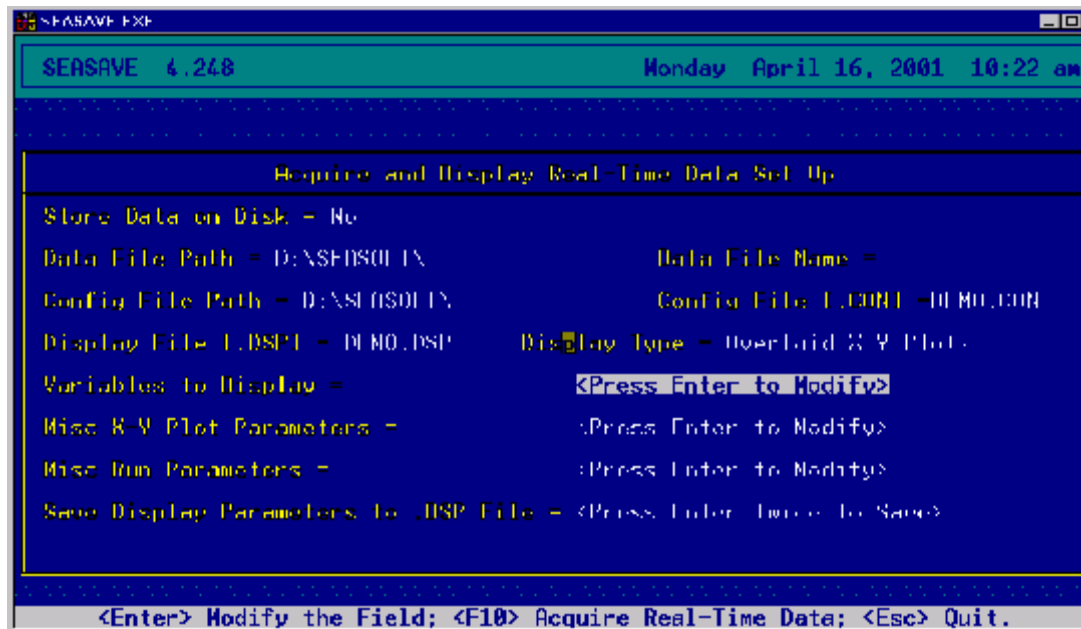 SEASAVE EXE
SEASAVE 4.248 Monday April 16, 2001 10:22 am
Acquire and Display Real-Time Data Set Up
Store Data on Disk - No
Data File Path = D:\SEASOFT\ Data File Name =
Config File Path - D:\SEASOFT\ Config File [.CON] =DEMO.CON
Display File [.DSP] - DEMO.DSP Display Type - Overlaid X Y Plots
Variables to Display = <Press Enter to Modify>
Misc X-Y Plot Parameters - <Press Enter to Modify>
Misc Run Parameters - <Press Enter to Modify>
Save Display Parameters to .DSP File - <Press Enter Twice to Save>
<Enter> Modify the Field; <F10> Acquire Real-Time Data; <Esc> Quit.